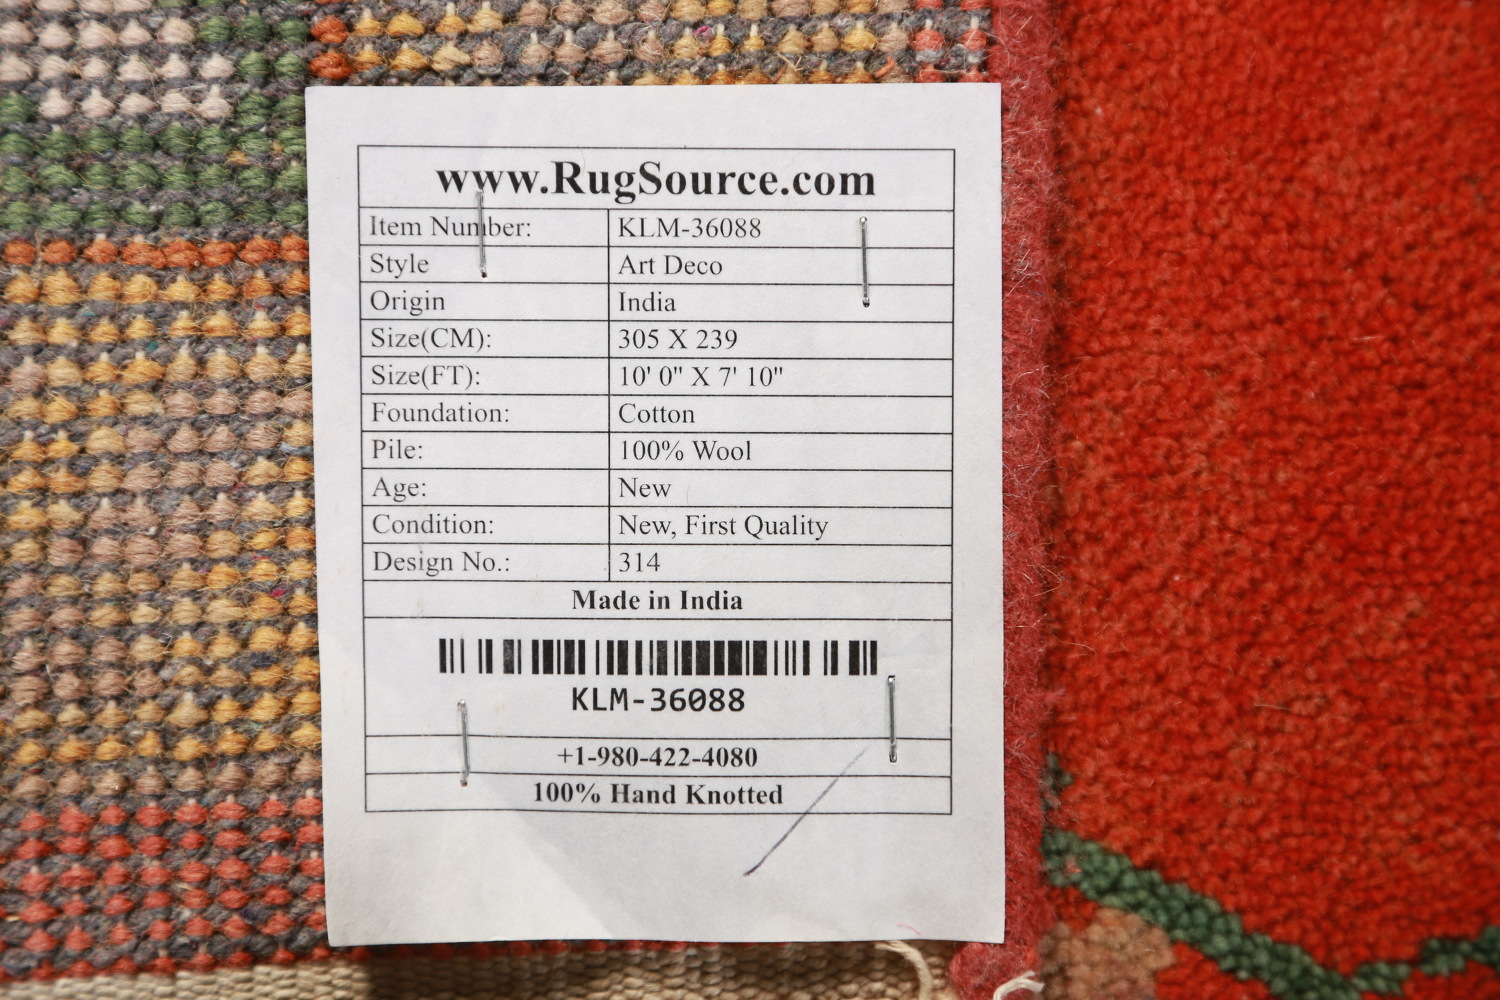 www.RugSource.com
Item Number: KLM-36088
Style Art Deco
Origin India
Size(CM): 305 X 239
Size(FT): 10' 0" X 7' 10"
Foundation: Cotton
Pile: 100% Wool
Age: New
Condition: New, First Quality
Design No.: 314
Made in India
KLM-36088
+1-980-422-4080
100% Hand Knotted